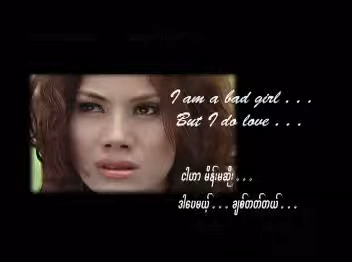 I am a bad girl . . .
But I do love . . .
ငါဟာ မိန်းမဆိုး . . .
ဒါပေမယ့် . . . ချစ်တတ်တယ် . . .